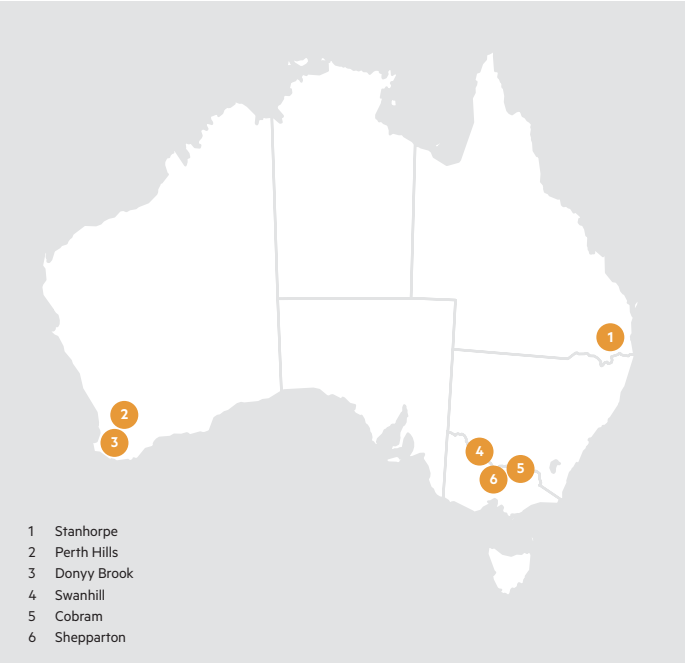 1
2
3
4
5
6
1 Stanhorpe
2 Perth Hills
3 Donyy Brook
4 Swanhill
5 Cobram
6 Shepparton